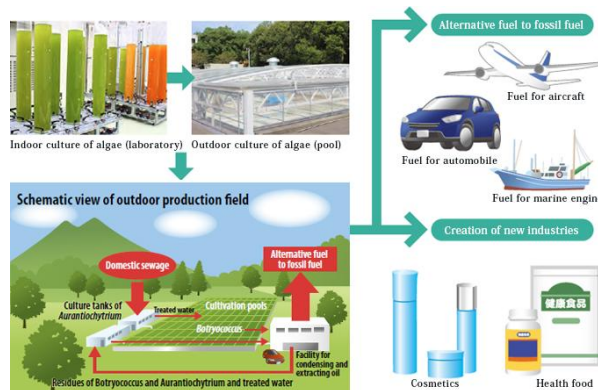 Alternative fuel to fossil fuel
Indoor culture of algae (laboratory)
Outdoor culture of algae (pool)
Fuel for aircraft
Fuel for automobile
Fuel for marine engin
Schematic view of outdoor production field
Domestic sewage
Alternative fuel
to fossil fuel
Culture tanks of
Aurantiochytrium
Treated water
Cultivation pools
Botryococcus
Facility for
condensing and
extracting oil
Residues of Botryococcus and Aurantiochytrium and treated water
Creation of new industries
健康食品
Cosmetics
Health food